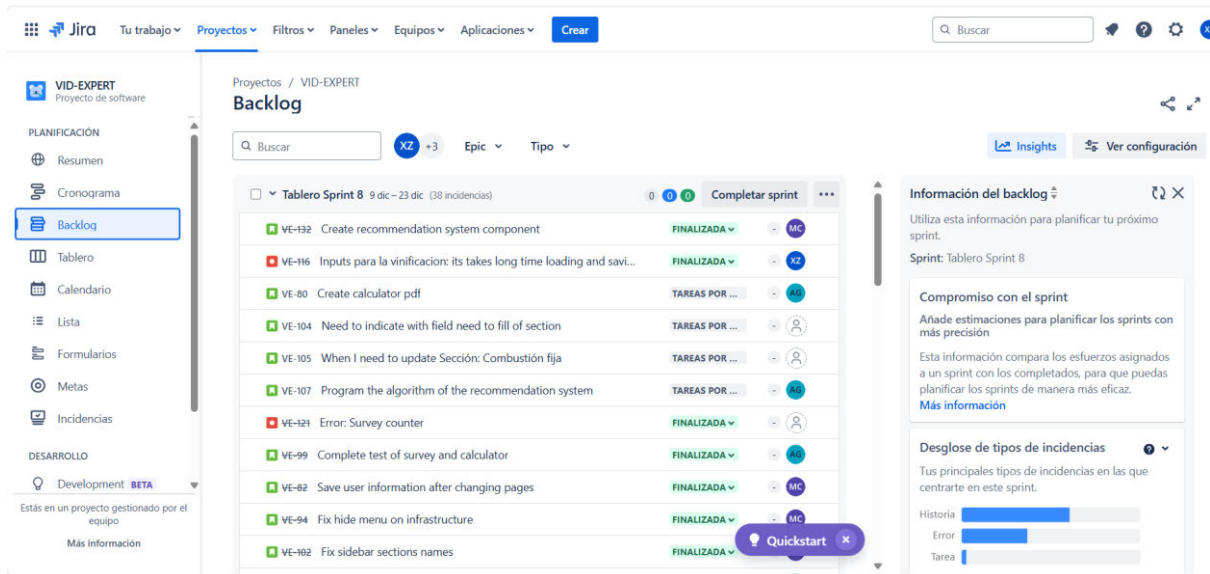 Jira Tu trabajo Proyectos Filtros Paneles Equipos Aplicaciones Crear Buscar
VID-EXPERT
Proyecto de software
PLANIFICACIÓN
Resumen
Cronograma
Backlog
Tablero
Calendario
Lista
Formularios
Metas
Incidencias
DESARROLLO
Development BETA
Estás en un proyecto gestionado por el
equipo
Más información
Proyectos / VID-EXPERT
Backlog
Buscar XZ +3 Epic Tipo Insights Ver configuración
Tablero Sprint 8 9 dic – 23 dic (38 incidencias) 0 0 0 Completar sprint
VE-132 Create recommendation system component FINALIZADA - MC
VE-116 Inputs para la vinificacion: its takes long time loading and savi... FINALIZADA - XZ
VE-80 Create calculator pdf TAREAS POR ... - AG
VE-104 Need to indicate with field need to fill of section TAREAS POR ... -
VE-105 When I need to update Sección: Combustión fija TAREAS POR ... -
VE-107 Program the algorithm of the recommendation system TAREAS POR ... - AG
VE-121 Error: Survey counter FINALIZADA -
VE-99 Complete test of survey and calculator FINALIZADA - AG
VE-82 Save user information after changing pages FINALIZADA - MC
VE-94 Fix hide menu on infrastructure FINALIZADA - MC
VE-102 Fix sidebar sections names FINALIZADA
Quickstart
Información del backlog
Utiliza esta información para planificar tu próximo
sprint.
Sprint: Tablero Sprint 8
Compromiso con el sprint
Añade estimaciones para planificar los sprints con
más precisión
Esta información compara los esfuerzos asignados
a un sprint con los completados, para que puedas
planificar los sprints de manera más eficaz.
Más información
Desglose de tipos de incidencias
Tus principales tipos de incidencias en las que
centrarte en este sprint.
Historia
Error
Tarea